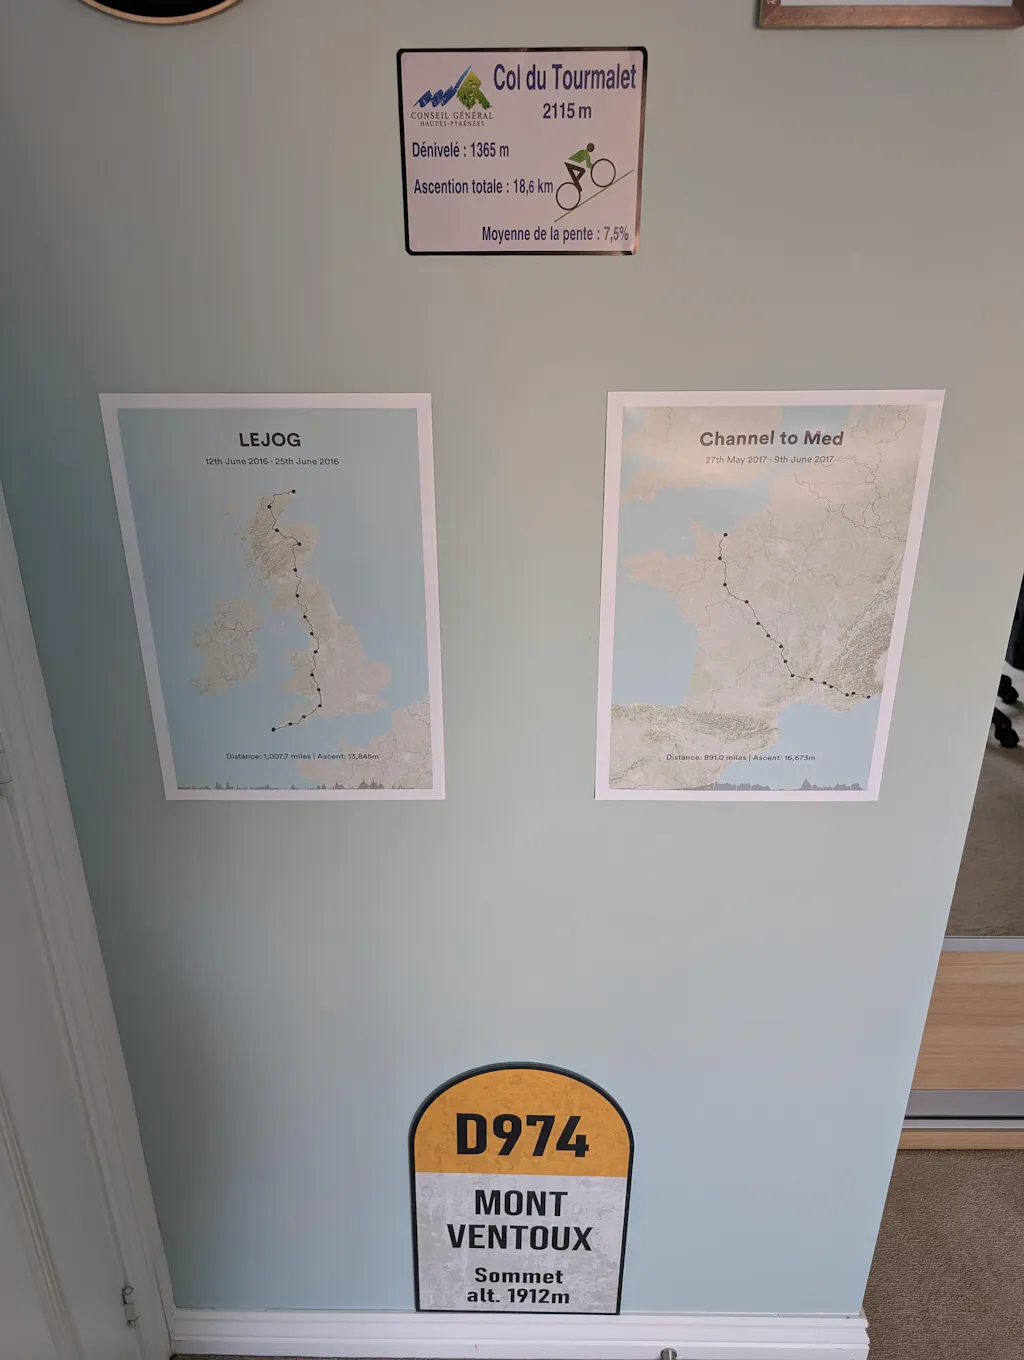 Col du Tourmalet
2115 m
CONSEIL GÉNÉRAL
HAUTES-PYRÉNÉES
Dénivelé : 1365 m
Ascention totale : 18,6 km
Moyenne de la pente : 7,5%
LEJOG
12th June 2016 - 25th June 2016
Distance: 1,007.7 miles | Ascent: 13,845m
Channel to Med
27th May 2017 - 9th June 2017
Distance: 891.0 miles | Ascent: 16,673m
D974
MONT
VENTOUX
Sommet
alt. 1912m